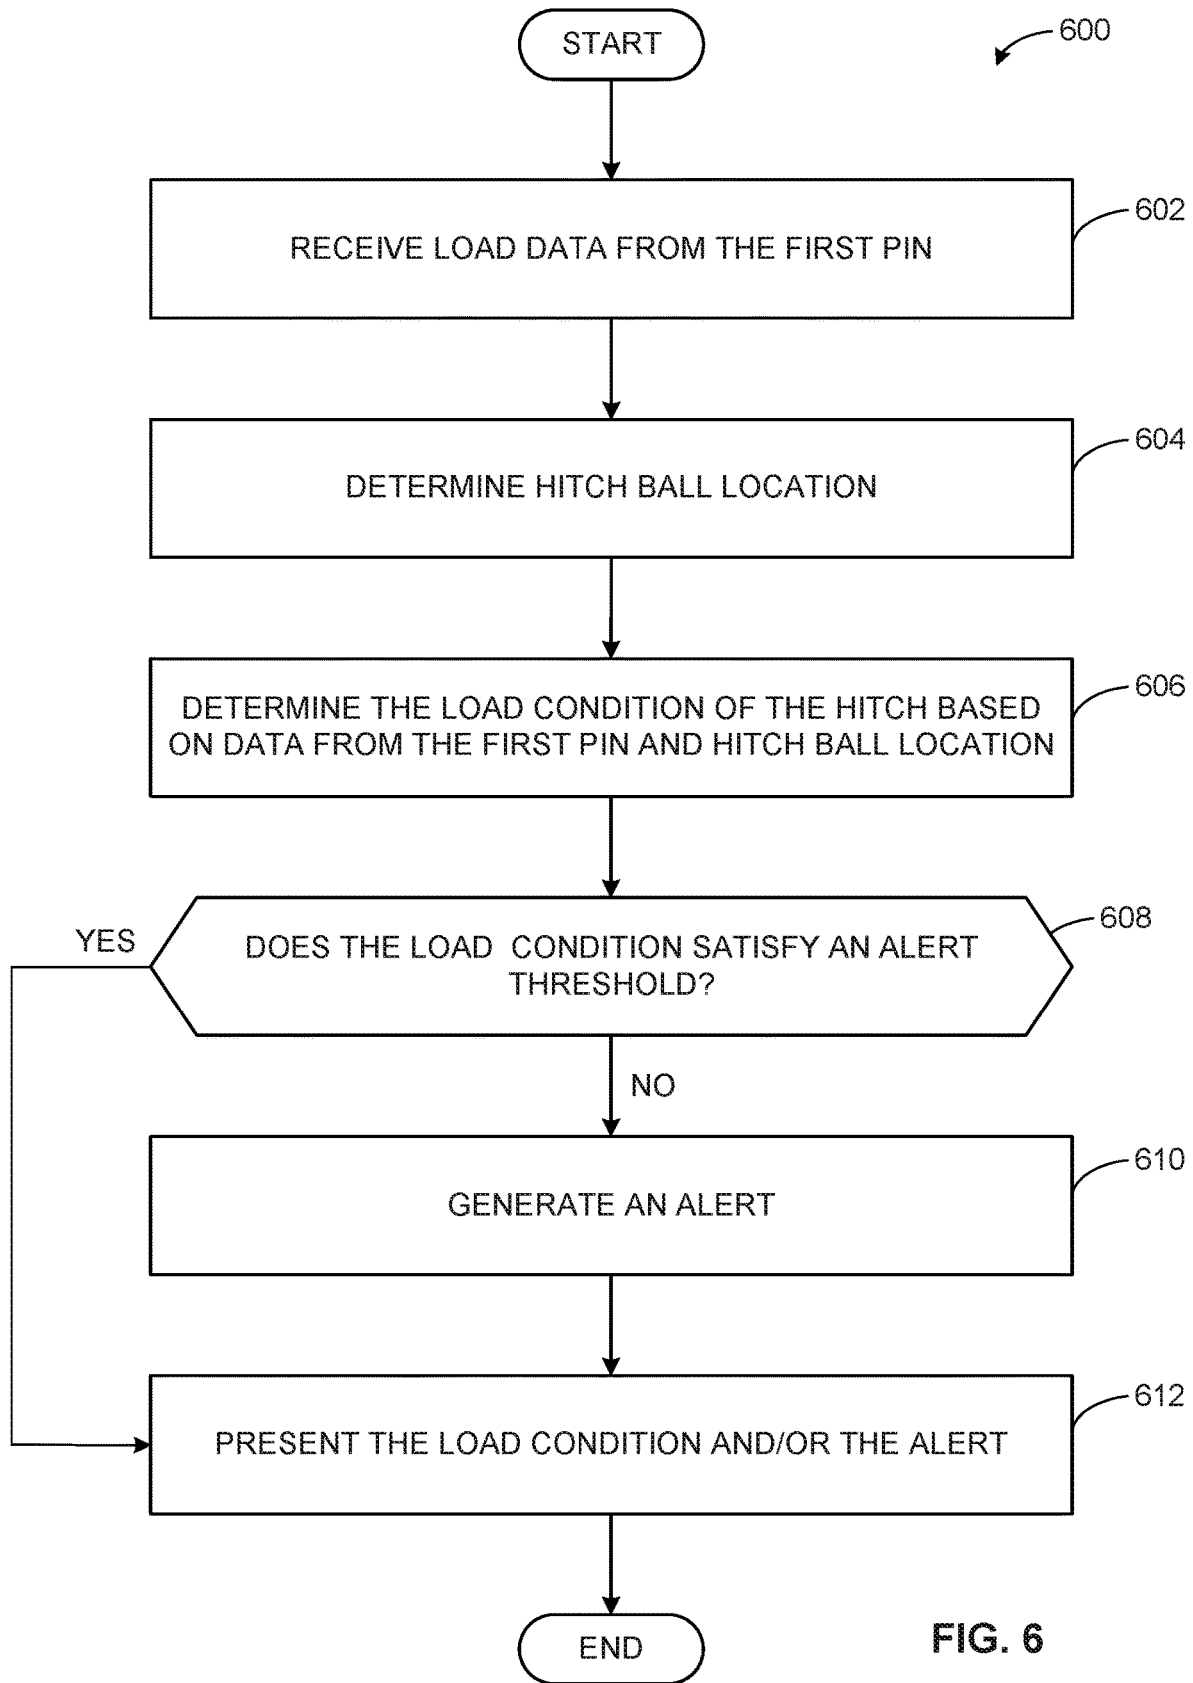 START
600
RECEIVE LOAD DATA FROM THE FIRST PIN
602
DETERMINE HITCH BALL LOCATION
604
DETERMINE THE LOAD CONDITION OF THE HITCH BASED
ON DATA FROM THE FIRST PIN AND HITCH BALL LOCATION
606
YES
DOES THE LOAD CONDITION SATISFY AN ALERT
THRESHOLD?
608
NO
GENERATE AN ALERT
610
PRESENT THE LOAD CONDITION AND/OR THE ALERT
612
END
FIG. 6